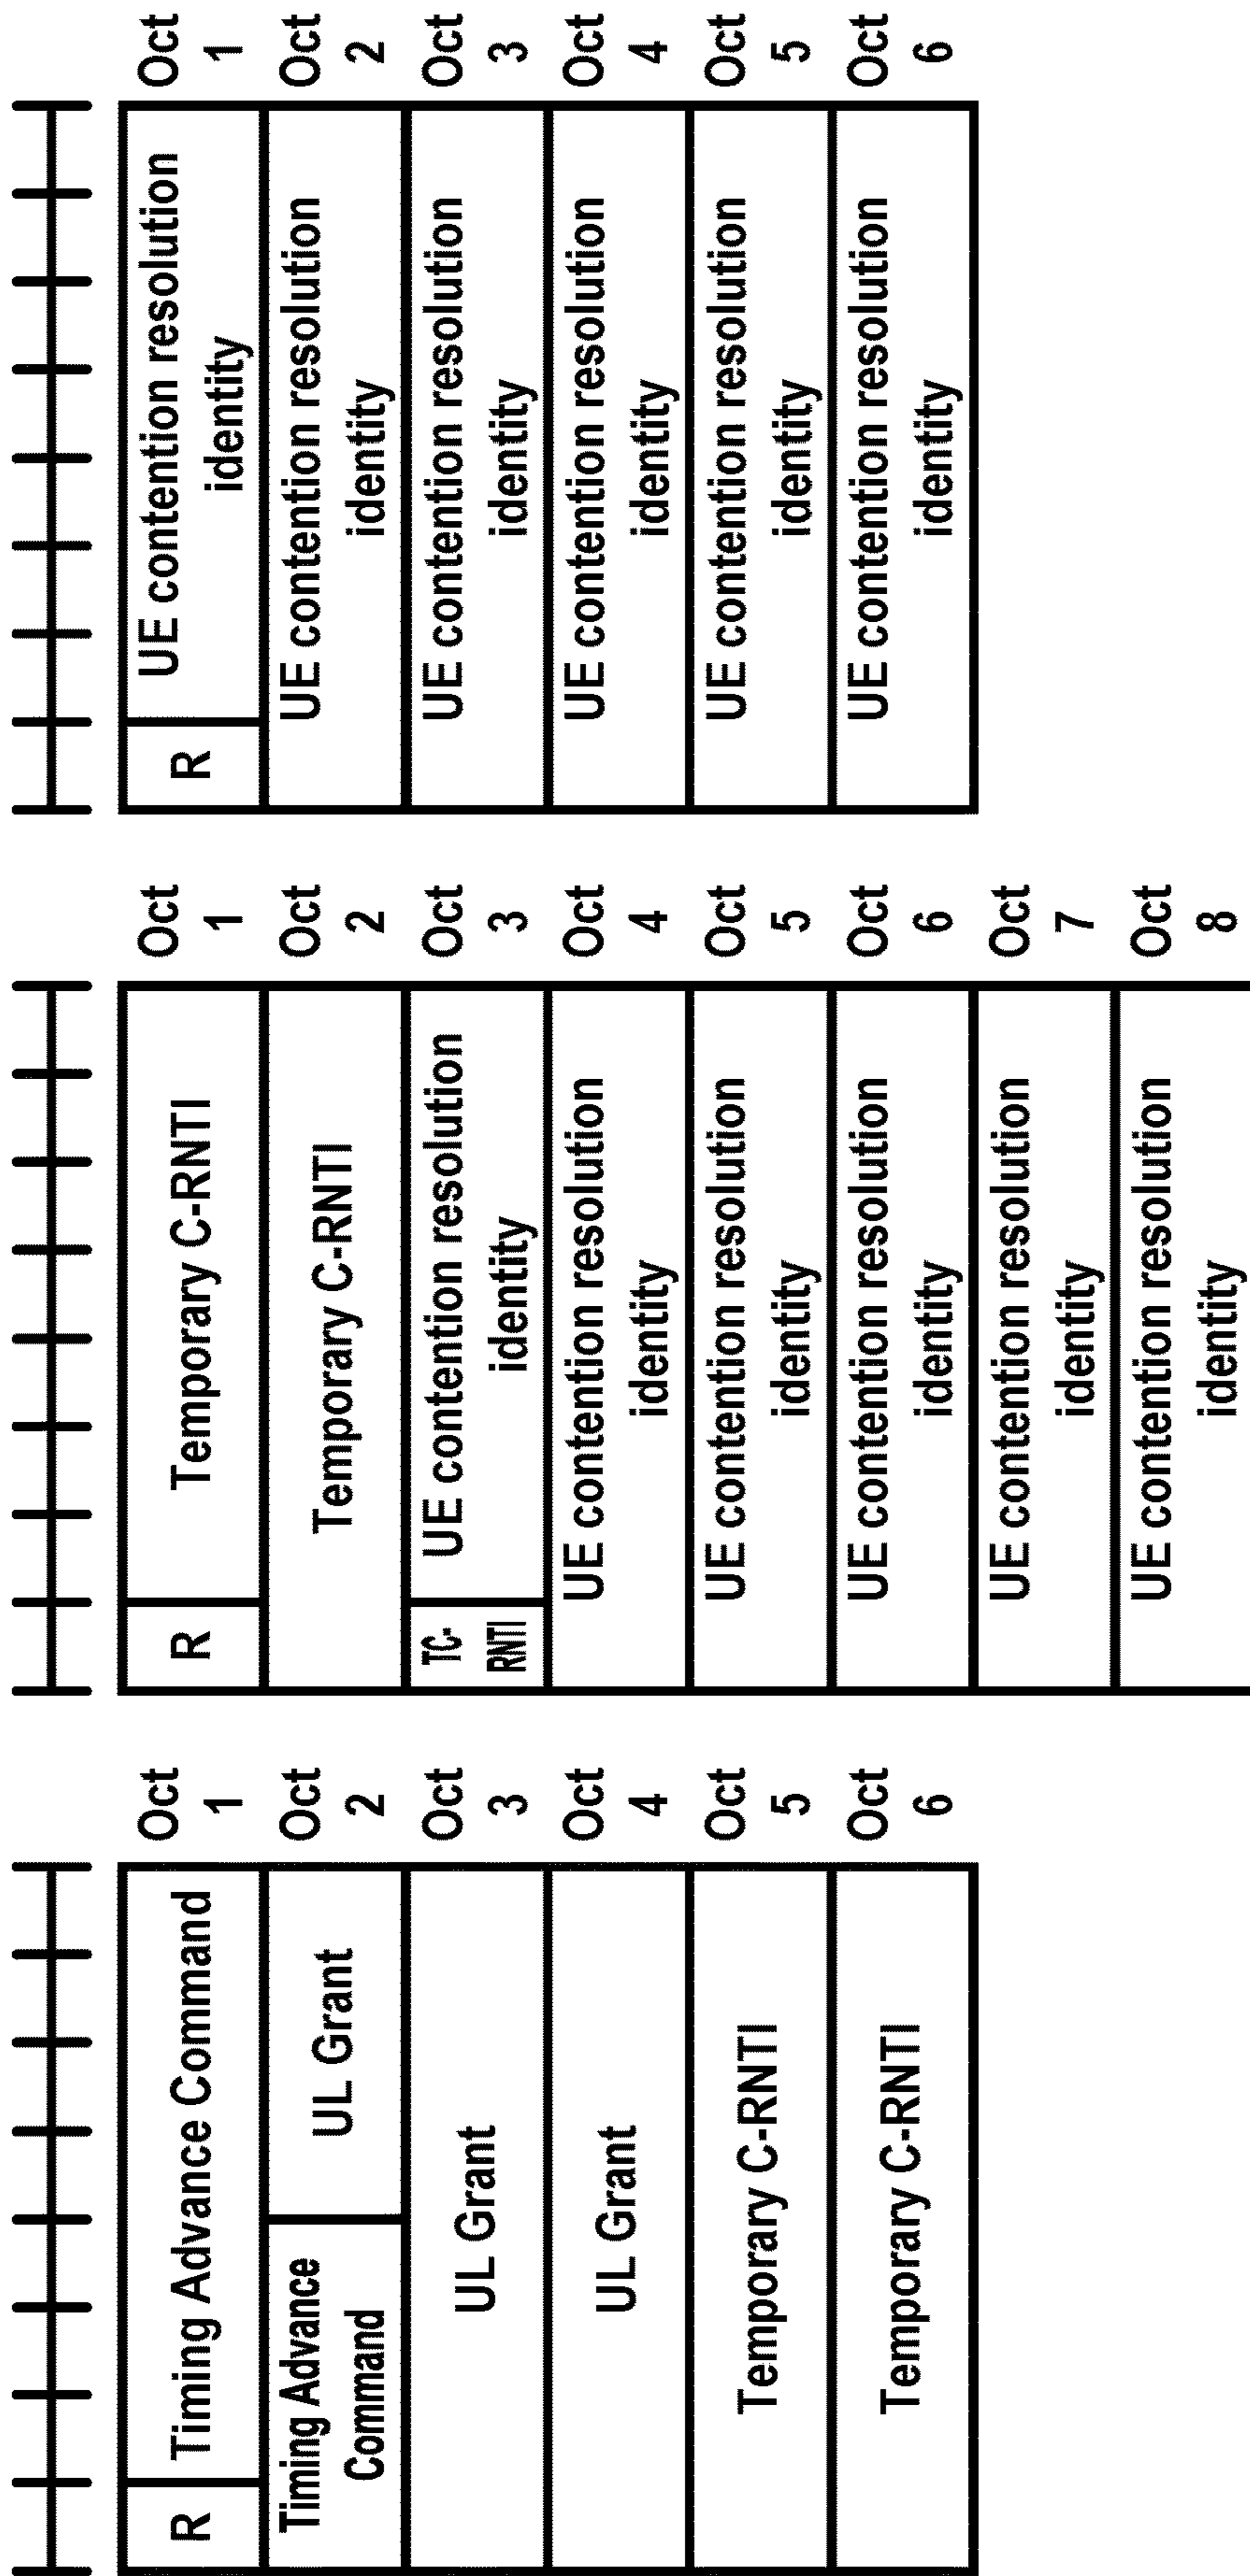 R
Timing Advance Command
Oct
1
Timing Advance
Command
UL Grant
Oct
2
UL Grant
Oct
3
UL Grant
Oct
4
Temporary C-RNTI
Oct
5
Temporary C-RNTI
Oct
6
R
Temporary C-RNTI
Oct
1
Temporary C-RNTI
Oct
2
TC-
RNTI
UE contention resolution
identity
Oct
3
UE contention resolution
identity
Oct
4
UE contention resolution
identity
Oct
5
UE contention resolution
identity
Oct
6
UE contention resolution
identity
Oct
7
UE contention resolution
identity
Oct
8
R
UE contention resolution
identity
Oct
1
UE contention resolution
identity
Oct
2
UE contention resolution
identity
Oct
3
UE contention resolution
identity
Oct
4
UE contention resolution
identity
Oct
5
UE contention resolution
identity
Oct
6